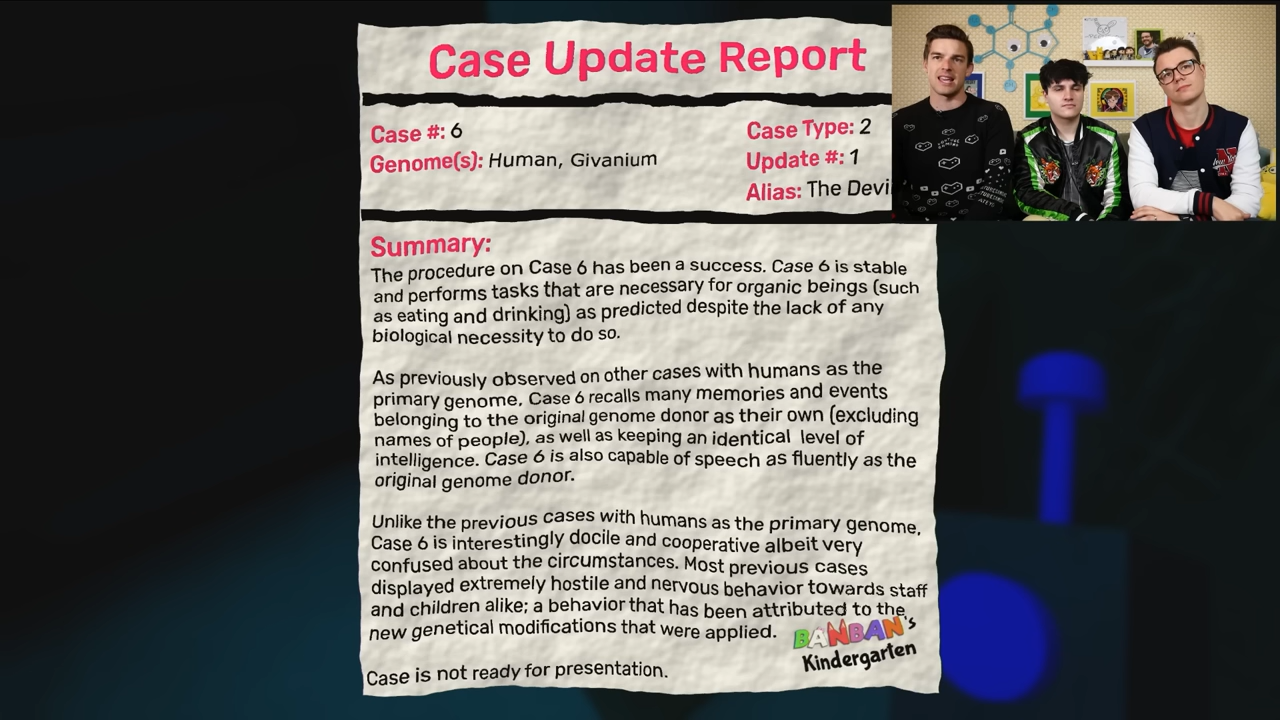 Case Update Report
Case #: 6
Genome(s): Human, Givanium
Case Type: 2
Update #: 1
Alias: The Devi
Summary:
The procedure on Case 6 has been a success. Case 6 is stable
and performs tasks that are necessary for organic beings (such
as eating and drinking) as predicted despite the lack of any
biological necessity to do so.
As previously observed on other cases with humans as the
primary genome, Case 6 recalls many memories and events
belonging to the original genome donor as their own (excluding
names of people), as well as keeping an identical level of
intelligence. Case 6 is also capable of speech as fluently as the
original genome donor.
Unlike the previous cases with humans as the primary genome,
Case 6 is interestingly docile and cooperative albeit very
confused about the circumstances. Most previous cases
displayed extremely hostile and nervous behavior towards staff
and children alike; a behavior that has been attributed to the
new genetical modifications that were applied.
BANBAN's
Kindergarten
Case is not ready for presentation.